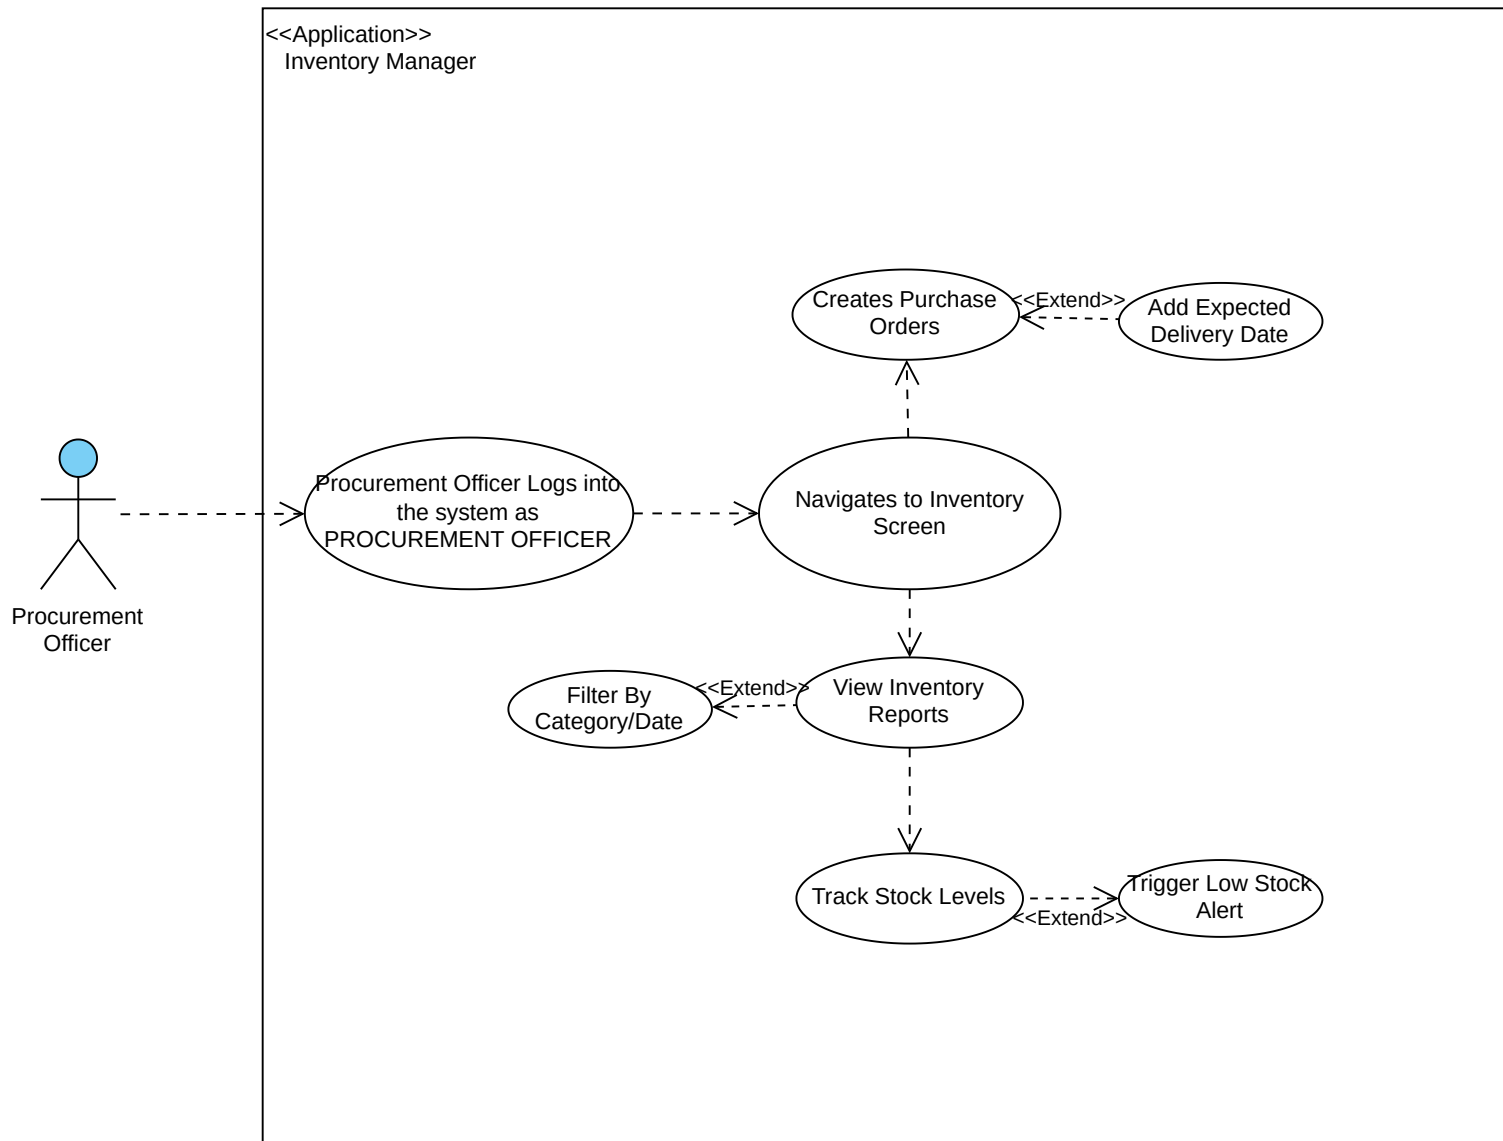 <<Application>>
Inventory Manager
Creates Purchase
Orders
<<Extend>>
Add Expected
Delivery Date
Procurement Officer Logs into
the system as
PROCUREMENT OFFICER
Navigates to Inventory
Screen
Procurement
Officer
Filter By
Category/Date
<<Extend>>
View Inventory
Reports
Track Stock Levels
<<Extend>>
Trigger Low Stock
Alert